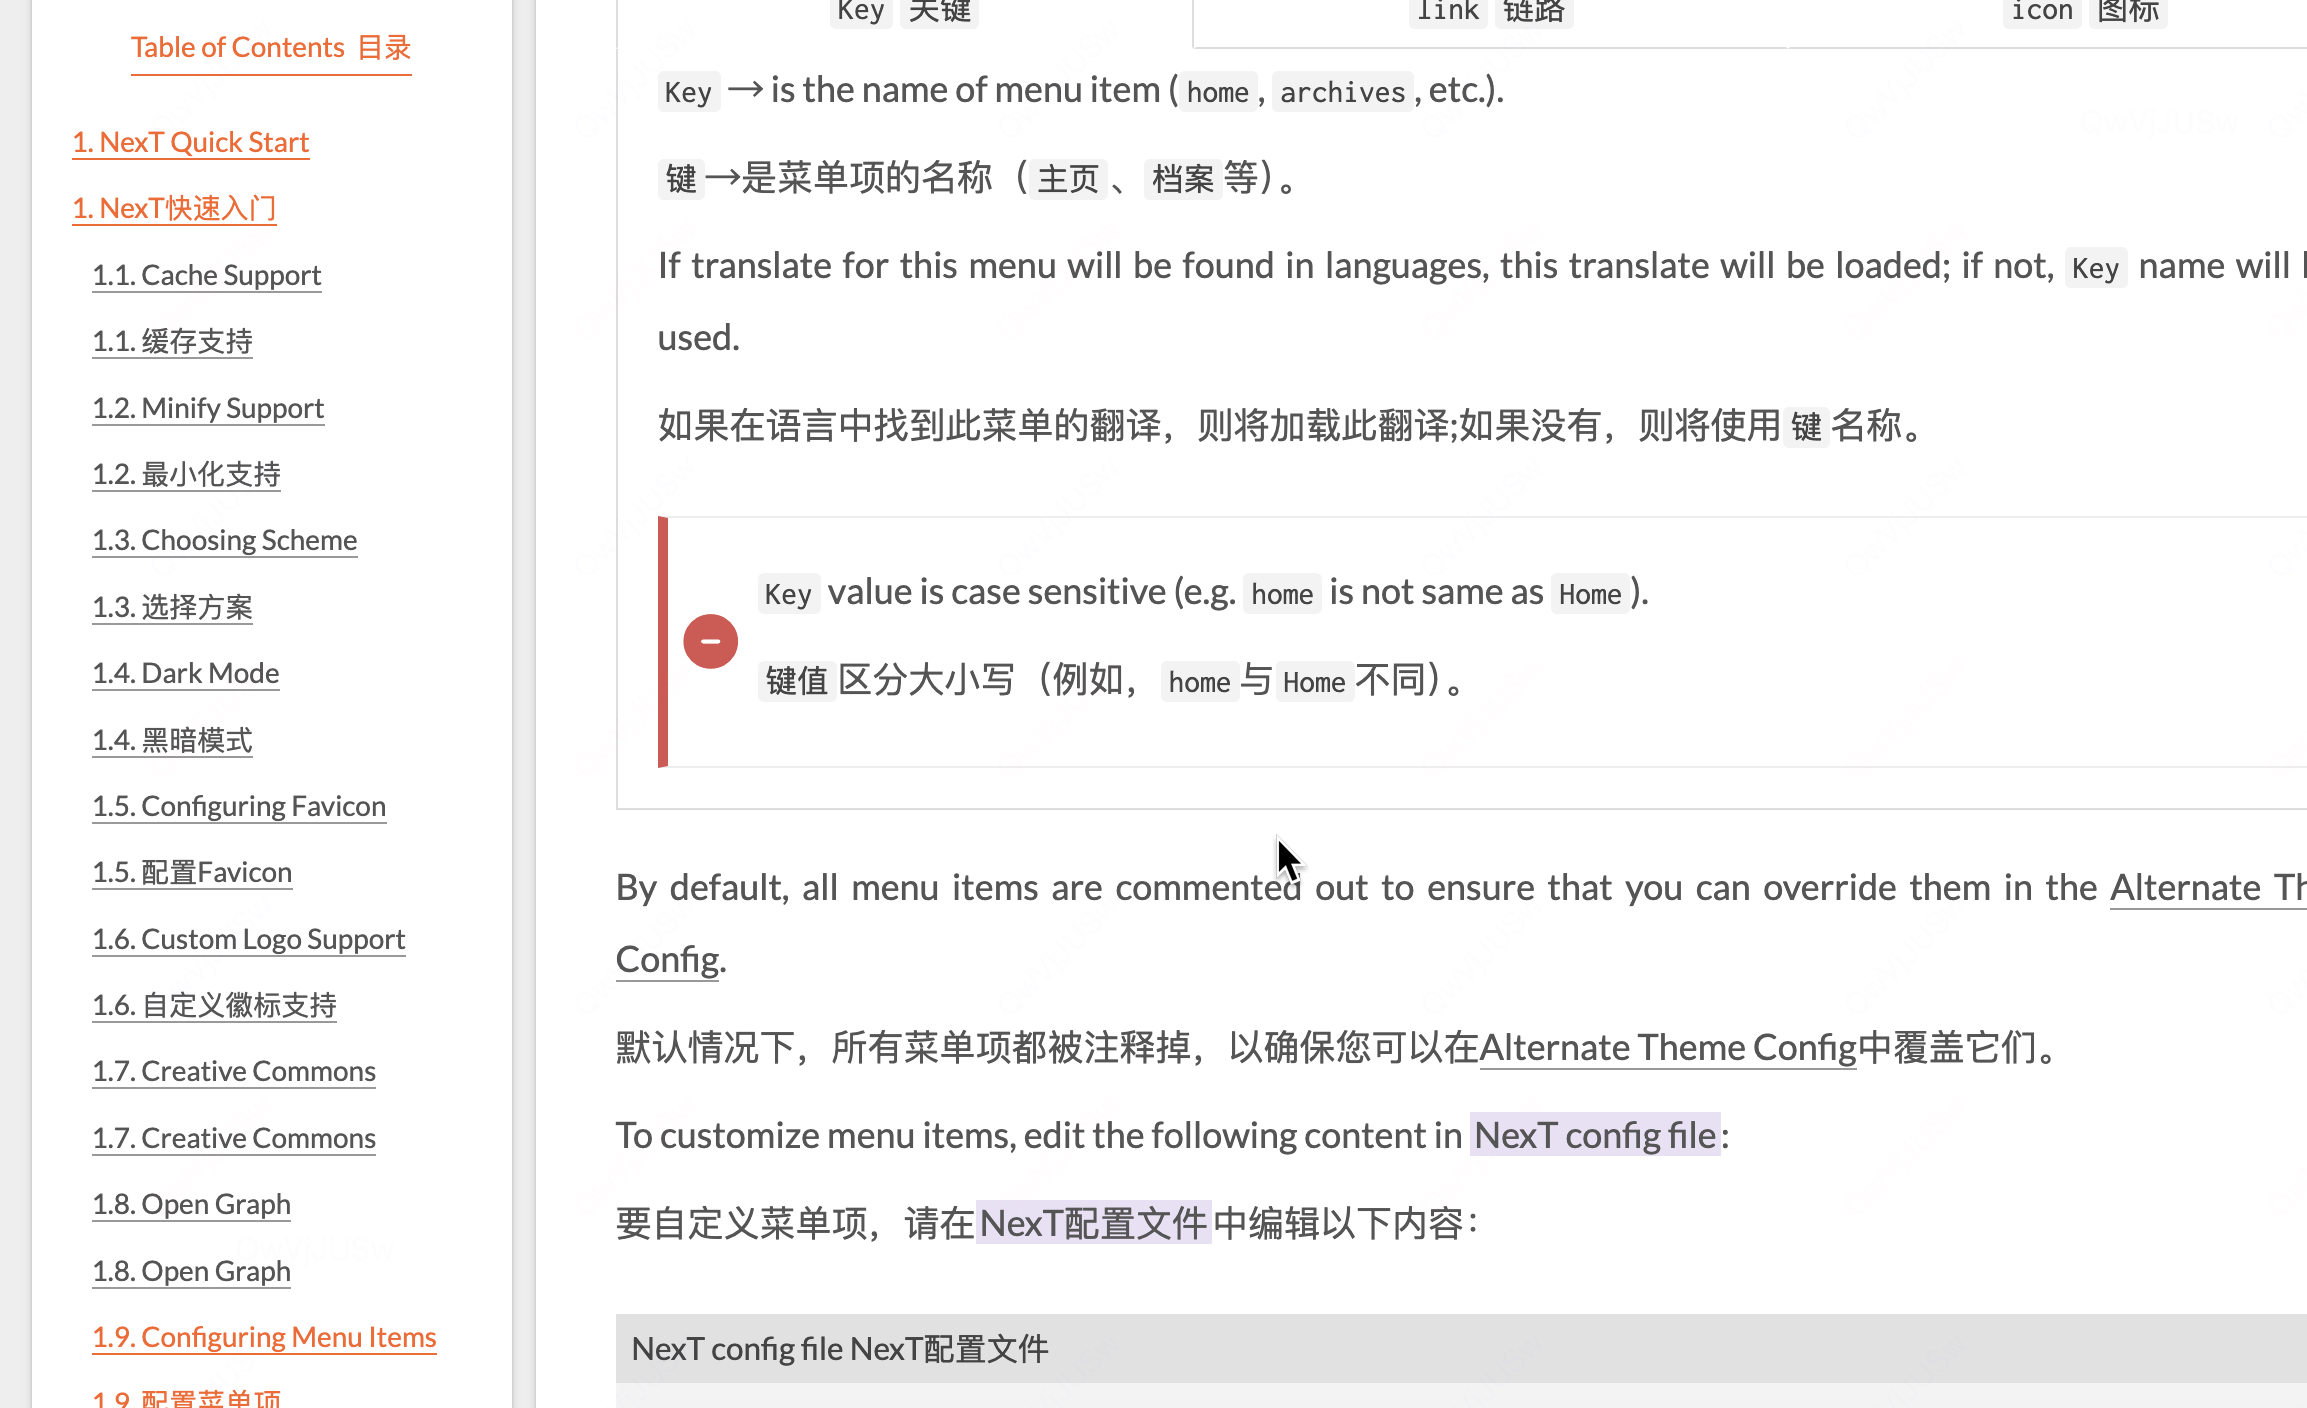 Table of Contents 目录
1. NexT Quick Start
1. NexT快速入门
1.1. Cache Support
1.1. 缓存支持
1.2. Minify Support
1.2. 最小化支持
1.3. Choosing Scheme
1.3. 选择方案
1.4. Dark Mode
1.4. 黑暗模式
1.5. Configuring Favicon
1.5. 配置Favicon
1.6. Custom Logo Support
1.6. 自定义徽标支持
1.7. Creative Commons
1.7. Creative Commons
1.8. Open Graph
1.8. Open Graph
1.9. Configuring Menu Items
1.9. 配置菜单项
Key 关键 link 链路 icon 图标
Key → is the name of menu item (home, archives, etc.).
键→是菜单项的名称（主页、档案等）。
If translate for this menu will be found in languages, this translate will be loaded; if not, Key name will
used.
如果在语言中找到此菜单的翻译，则将加载此翻译;如果没有，则将使用键名称。
Key value is case sensitive (e.g. home is not same as Home).
键值区分大小写（例如，home与Home不同）。
By default, all menu items are commented out to ensure that you can override them in the Alternate Th
Config.
默认情况下，所有菜单项都被注释掉，以确保您可以在Alternate Theme Config中覆盖它们。
To customize menu items, edit the following content in NexT config file:
要自定义菜单项，请在NexT配置文件中编辑以下内容：
NexT config file NexT配置文件